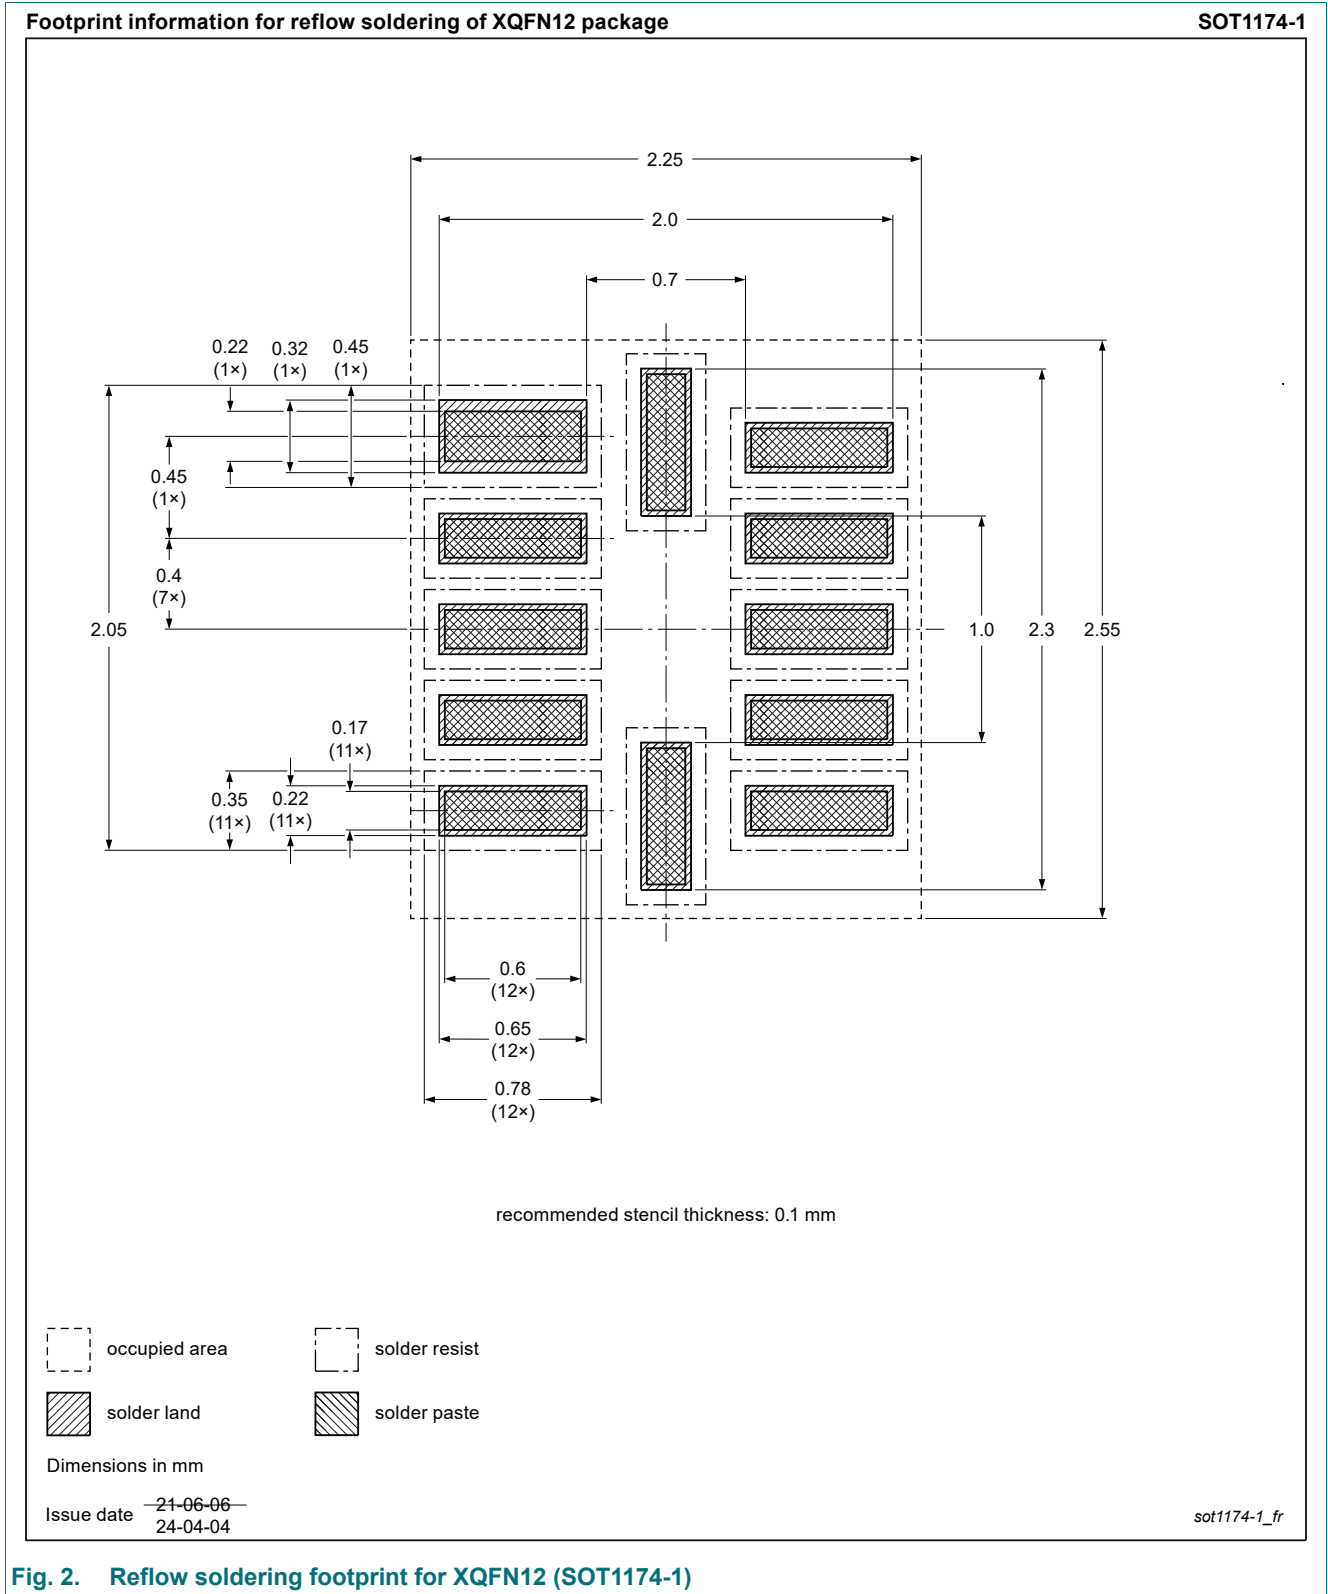 Footprint information for reflow soldering of XQFN12 package SOT1174-1
2.25
2.0
0.7
0.22 0.32 0.45
(1×) (1×) (1×)
0.45
(1×)
0.4
(7×)
2.05 1.0 2.3 2.55
0.17
(11×)
0.35 0.22
(11×) (11×)
0.6
(12×)
0.65
(12×)
0.78
(12×)
recommended stencil thickness: 0.1 mm
occupied area solder resist
solder land solder paste
Dimensions in mm
Issue date 21-06-06
24-04-04
sot1174-1_fr
Fig. 2. Reflow soldering footprint for XQFN12 (SOT1174-1)